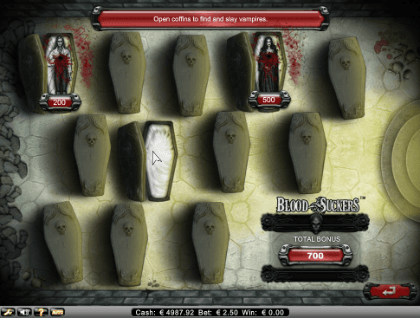 Open coffins to find and slay vampires.
200
500
BLOOD SUCKERS™
TOTAL BONUS
700
Cash: € 4987.92 Bet: € 2.50 Win: € 0.00